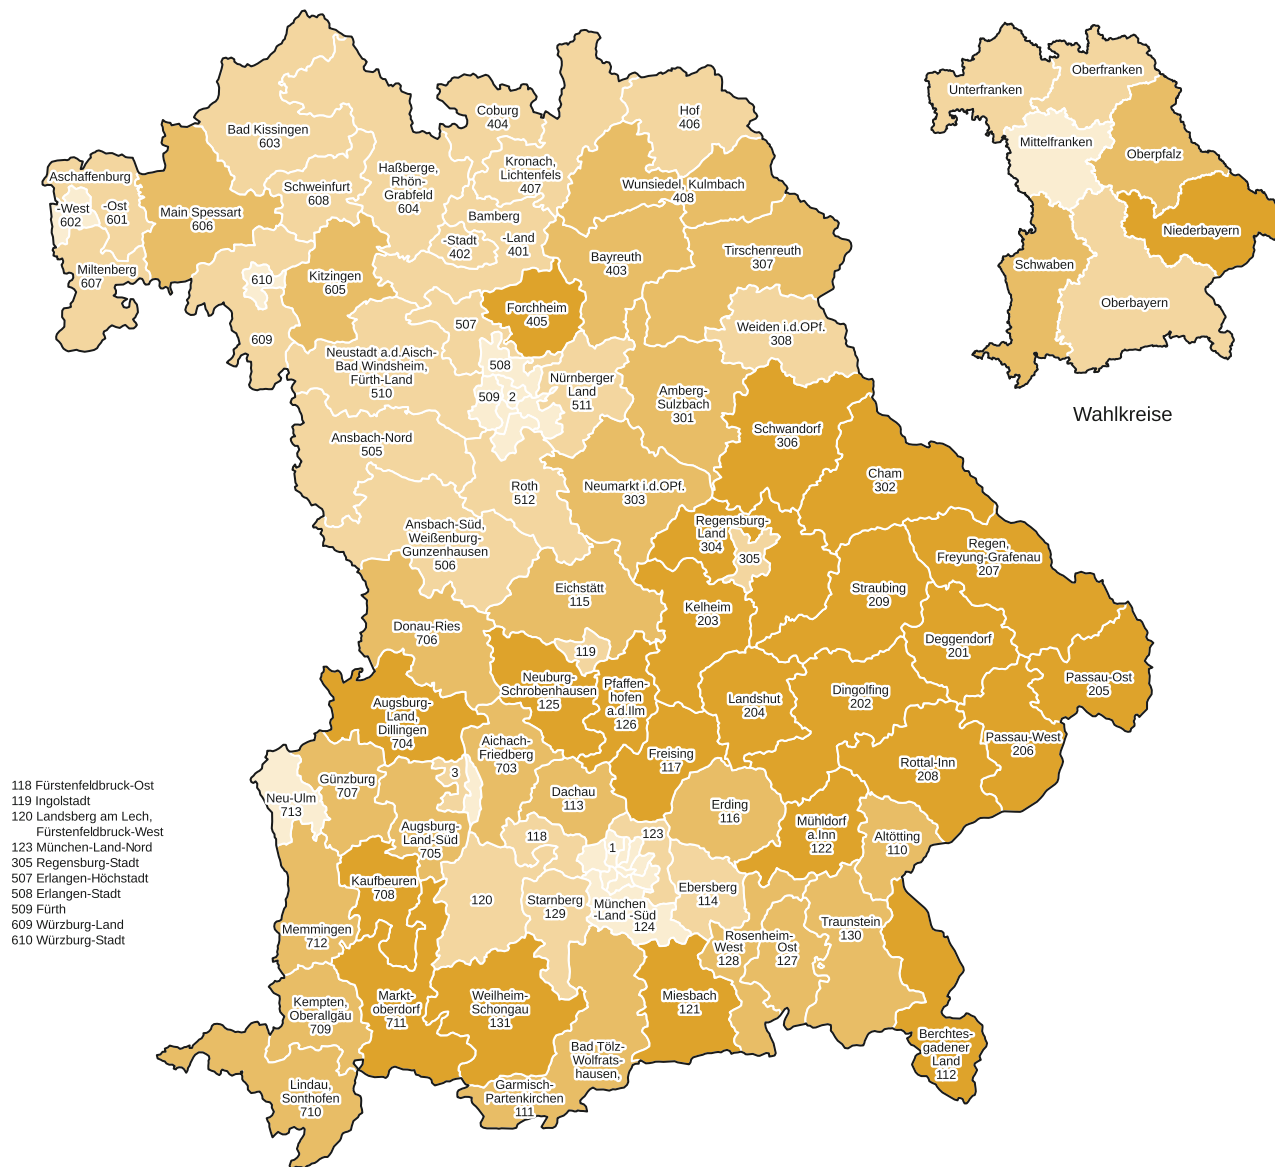 Coburg
404
Hof
406
Bad Kissingen
603
Kronach,
Lichtenfels
407
Haßberge,
Rhön-
Grabfeld
604
Aschaffenburg
-West
602
-Ost
601
Schweinfurt
608
Wunsiedel, Kulmbach
408
Main Spessart
606
Bamberg
-Stadt
402
-Land
401
Tirschenreuth
307
Bayreuth
403
Miltenberg
607
610
Kitzingen
605
Forchheim
405
507
Weiden i.d.OPf.
308
609
Neustadt a.d.Aisch-
Bad Windsheim,
Fürth-Land
510
508
509
2
Nürnberger
Land
511
Amberg-
Sulzbach
301
Schwandorf
306
Ansbach-Nord
505
Cham
302
Roth
512
Neumarkt i.d.OPf.
303
Ansbach-Süd,
Weißenburg-
Gunzenhausen
506
Regensburg-
Land
304
305
Regen,
Freyung-Grafenau
207
Eichstätt
115
Straubing
209
Kelheim
203
Donau-Ries
706
Deggendorf
201
119
Neuburg-
Schrobenhausen
125
Pfaffen-
hofen
a.d.Ilm
126
Passau-Ost
205
Landshut
204
Dingolfing
202
Augsburg-
Land,
Dillingen
704
Aichach-
Friedberg
703
Passau-West
206
Freising
117
Rottal-Inn
208
3
Günzburg
707
Neu-Ulm
713
Dachau
113
Erding
116
Augsburg-
Land-Süd
705
118
123
1
Mühldorf
a.Inn
122
Altötting
110
Kaufbeuren
708
120
Starnberg
129
München
-Land -Süd
124
Ebersberg
114
Memmingen
712
Rosenheim-
West
128
Ost
127
Traunstein
130
Kempten,
Oberallgäu
709
Markt-
oberdorf
711
Weilheim-
Schongau
131
Miesbach
121
Berchtes-
gadener
Land
112
Bad Tölz-
Wolfrats-
hausen,
Garmisch-
Partenkirchen
111
Lindau,
Sonthofen
710
118 Fürstenfeldbruck-Ost
119 Ingolstadt
120 Landsberg am Lech,
Fürstenfeldbruck-West
123 München-Land-Nord
305 Regensburg-Stadt
507 Erlangen-Höchstadt
508 Erlangen-Stadt
509 Fürth
609 Würzburg-Land
610 Würzburg-Stadt
Unterfranken
Oberfranken
Mittelfranken
Oberpfalz
Niederbayern
Schwaben
Oberbayern
Wahlkreise